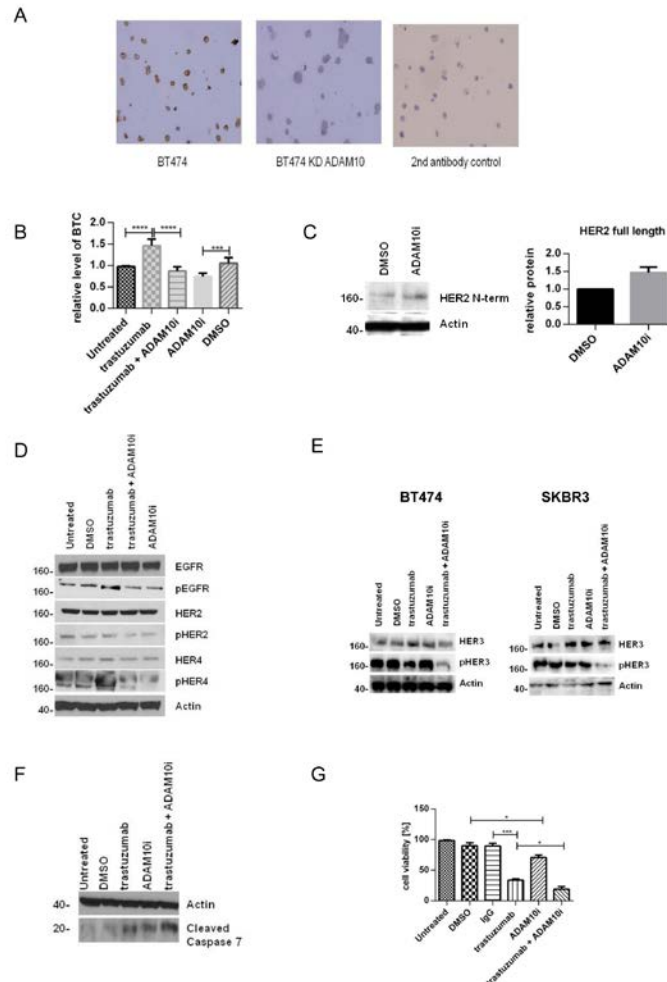 A
BT474
BT474 KD ADAM10
2nd antibody control
B
relative level of BTC
2.0
1.5
1.0
0.5
0.0
****
****
***
Untreated
trastuzumab
trastuzumab + ADAM10i
ADAM10i
DMSO
C
DMSO
ADAM10i
160-
HER2 N-term
40-
Actin
HER2 full length
relative protein
2.0
1.5
1.0
0.5
0.0
DMSO
ADAM10i
D
Untreated
DMSO
trastuzumab
trastuzumab + ADAM10i
ADAM10i
160-
EGFR
160-
pEGFR
160-
HER2
160-
pHER2
160-
HER4
160-
pHER4
40-
Actin
E
BT474
Untreated
DMSO
trastuzumab
ADAM10i
trastuzumab + ADAM10i
160-
HER3
160-
pHER3
40-
Actin
SKBR3
Untreated
DMSO
trastuzumab
ADAM10i
trastuzumab + ADAM10i
160-
HER3
160-
pHER3
40-
Actin
F
Untreated
DMSO
trastuzumab
ADAM10i
trastuzumab + ADAM10i
40-
Actin
20-
Cleaved
Caspase 7
G
cell viability [%]
150
100
50
0
*
***
*
Untreated
DMSO
IgG
trastuzumab
ADAM10i
trastuzumab + ADAM10i